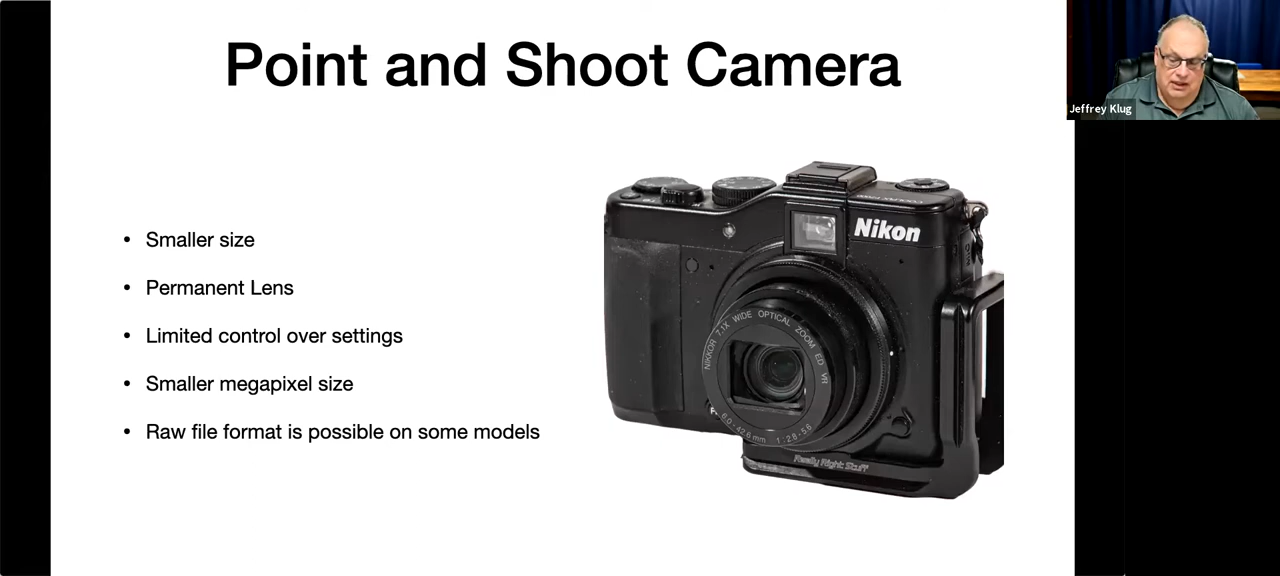 Point and Shoot Camera
Jeffrey Klug
• Smaller size
• Permanent Lens
• Limited control over settings
• Smaller megapixel size
• Raw file format is possible on some models
Nikon
NIKKOR 7.1X WIDE OPTICAL ZOOM ED VR
6.0-42.6mm 1:2.8-5.6
Really Right Stuff